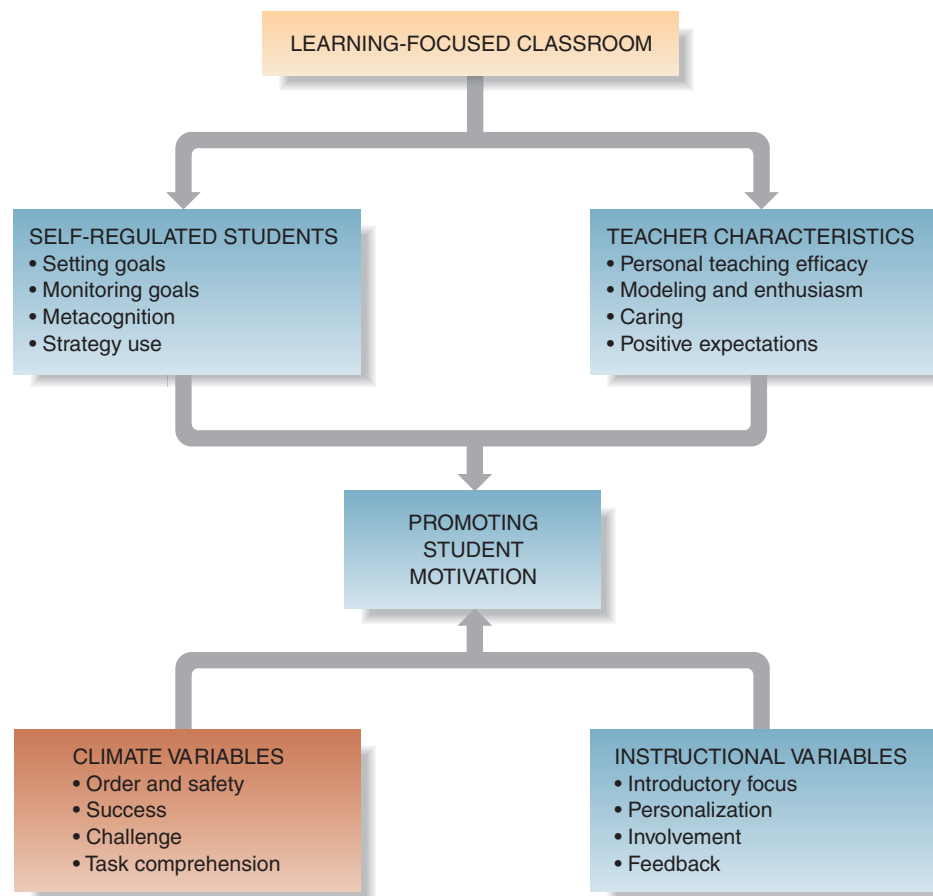 LEARNING-FOCUSED CLASSROOM
SELF-REGULATED STUDENTS
• Setting goals
• Monitoring goals
• Metacognition
• Strategy use
TEACHER CHARACTERISTICS
• Personal teaching efficacy
• Modeling and enthusiasm
• Caring
• Positive expectations
PROMOTING
STUDENT
MOTIVATION
CLIMATE VARIABLES
• Order and safety
• Success
• Challenge
• Task comprehension
INSTRUCTIONAL VARIABLES
• Introductory focus
• Personalization
• Involvement
• Feedback